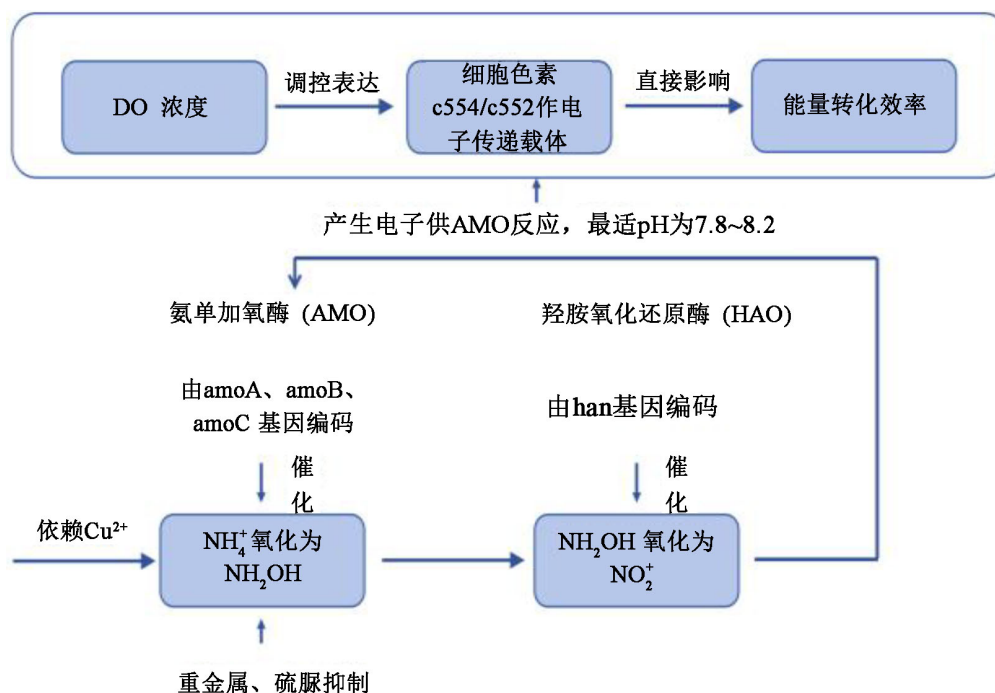 DO 浓度
调控表达
细胞色素
c554/c552作电
子传递载体
直接影响
能量转化效率
产生电子供AMO反应，最适pH为7.8~8.2
氨单加氧酶 (AMO)
羟胺氧化还原酶 (HAO)
由amoA、amoB、
amoC 基因编码
由han基因编码
催
化
催
化
依赖Cu²⁺
NH₄⁺氧化为
NH₂OH
NH₂OH 氧化为
NO₂⁺
重金属、硫脲抑制